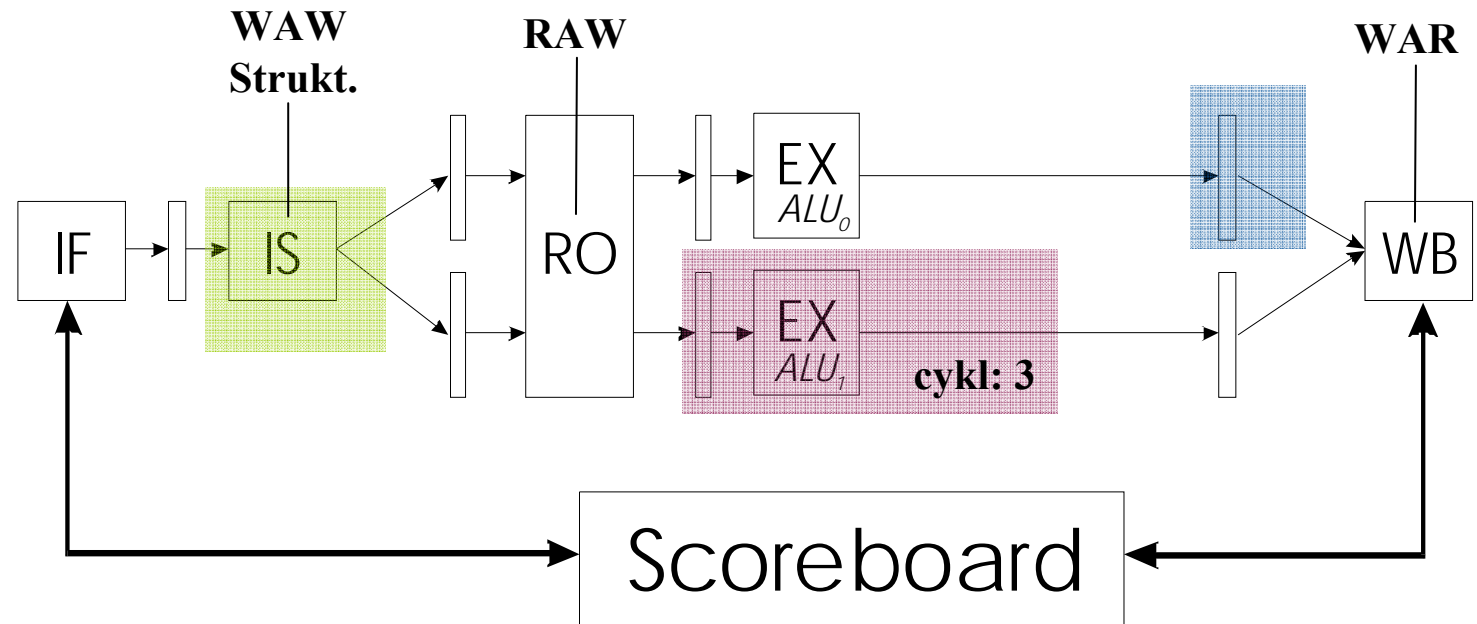 WAW
Strukt.
RAW
WAR
IF
IS
RO
EX
ALU₀
EX
ALU₁
cykl: 3
WB
Scoreboard